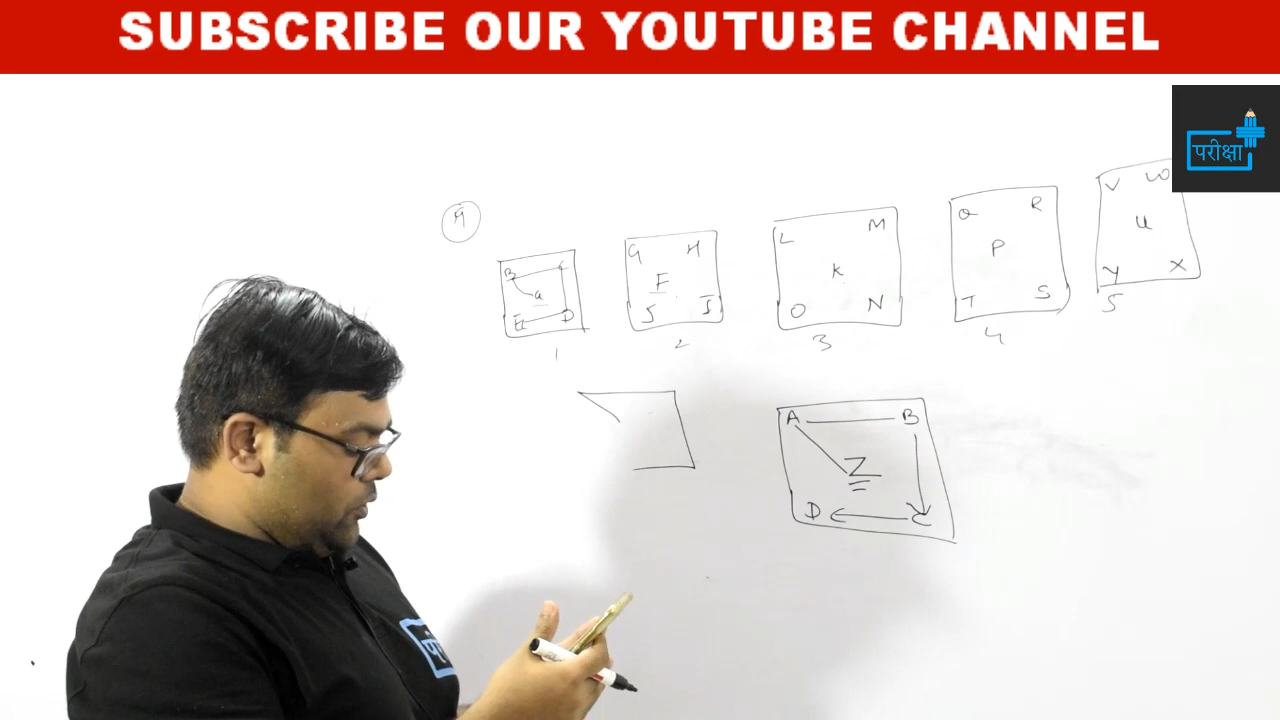 SUBSCRIBE OUR YOUTUBE CHANNEL
परीक्षा
V
U
Y X
5
Q R
P
T S
4
L M
K
O N
3
G H
F
J I
2
B C
a
E D
1
A B
Z
D C